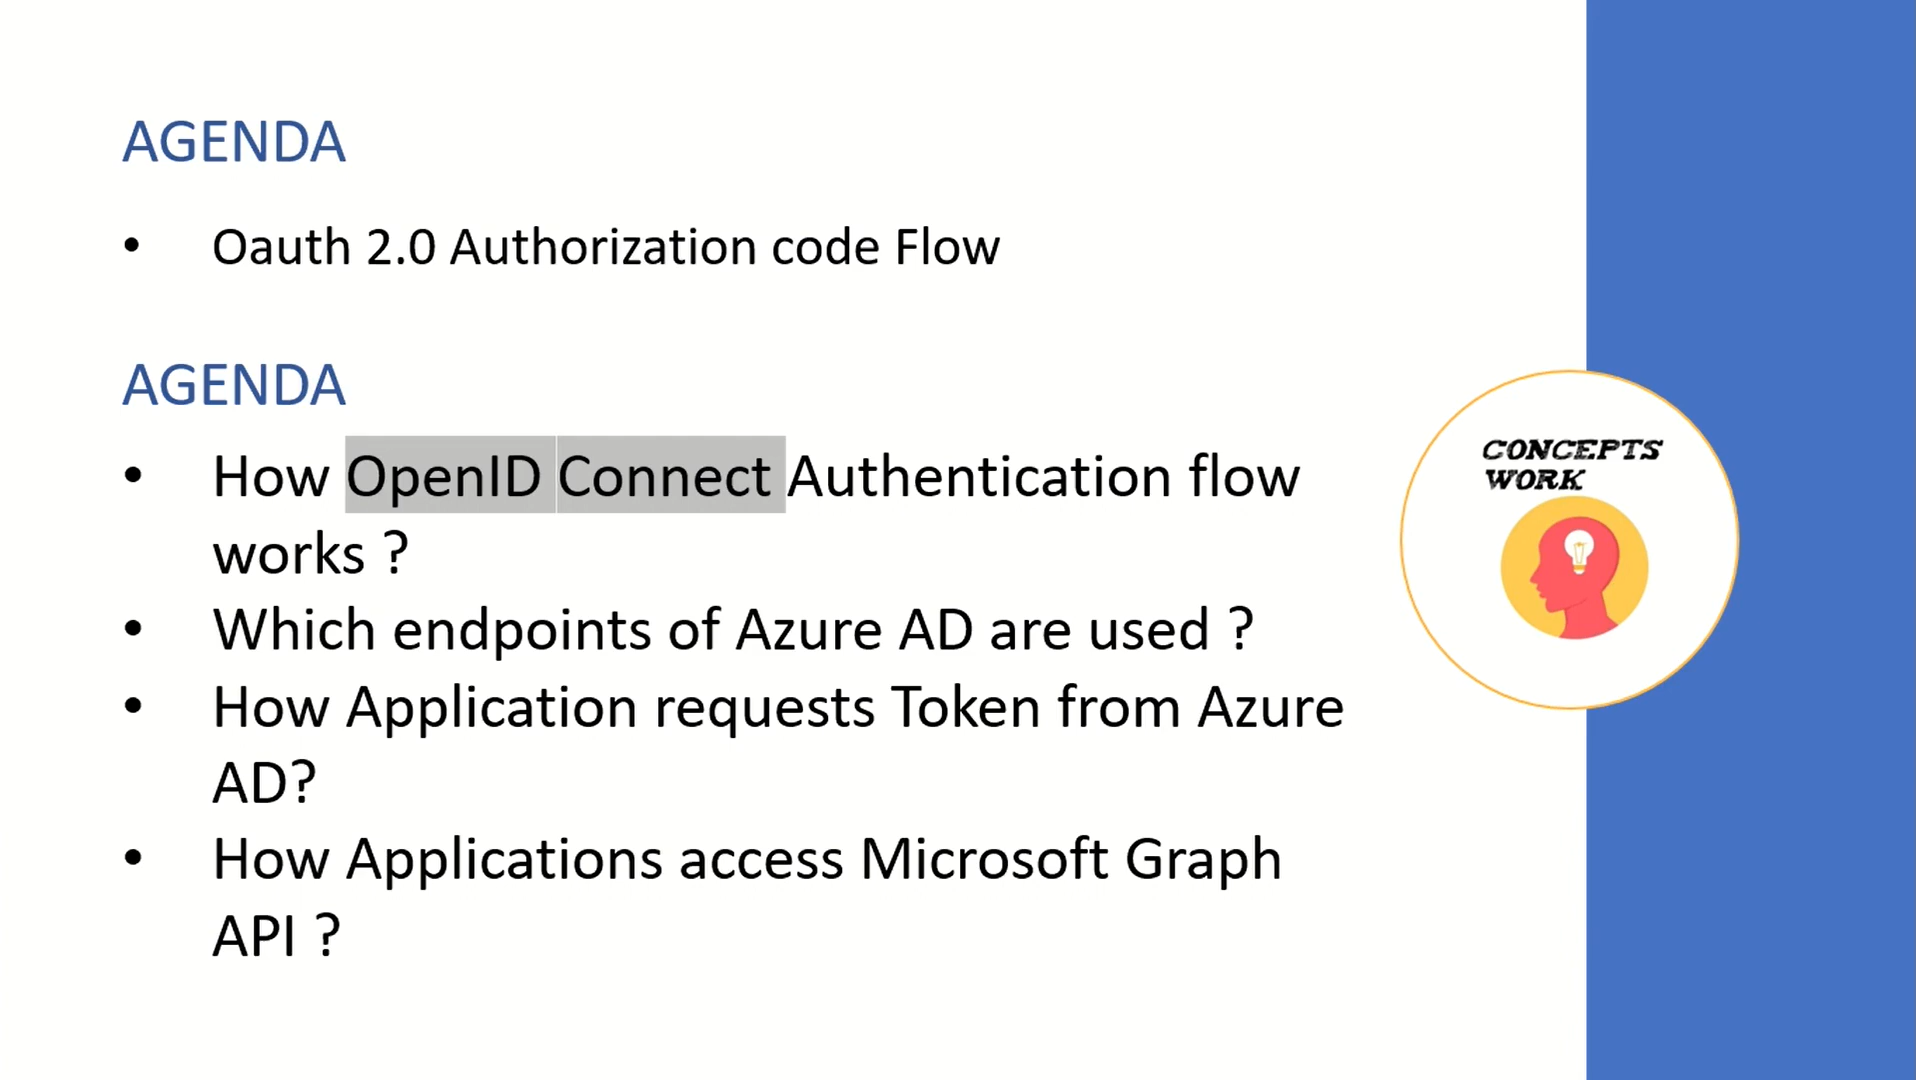 AGENDA
• Oauth 2.0 Authorization code Flow
AGENDA
• How OpenID Connect Authentication flow
works ?
• Which endpoints of Azure AD are used ?
• How Application requests Token from Azure
AD?
• How Applications access Microsoft Graph
API ?
CONCEPTS
WORK